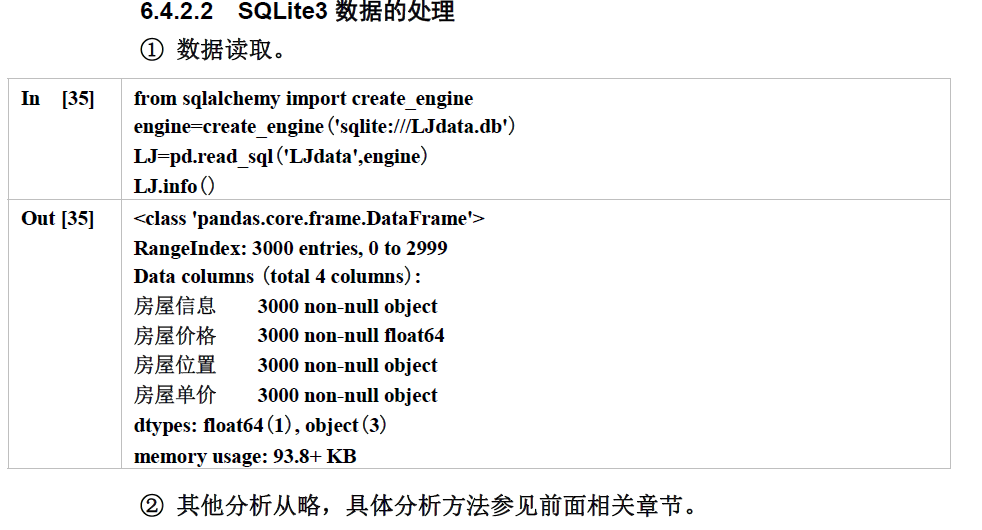 6.4.2.2 SQLite3 数据的处理
① 数据读取。
In [35] from sqlalchemy import create_engine
engine=create_engine('sqlite:///LJdata.db')
LJ=pd.read_sql('LJdata',engine)
LJ.info()
Out [35] <class 'pandas.core.frame.DataFrame'>
RangeIndex: 3000 entries, 0 to 2999
Data columns (total 4 columns):
房屋信息 3000 non-null object
房屋价格 3000 non-null float64
房屋位置 3000 non-null object
房屋单价 3000 non-null object
dtypes: float64(1), object(3)
memory usage: 93.8+ KB
② 其他分析从略，具体分析方法参见前面相关章节。